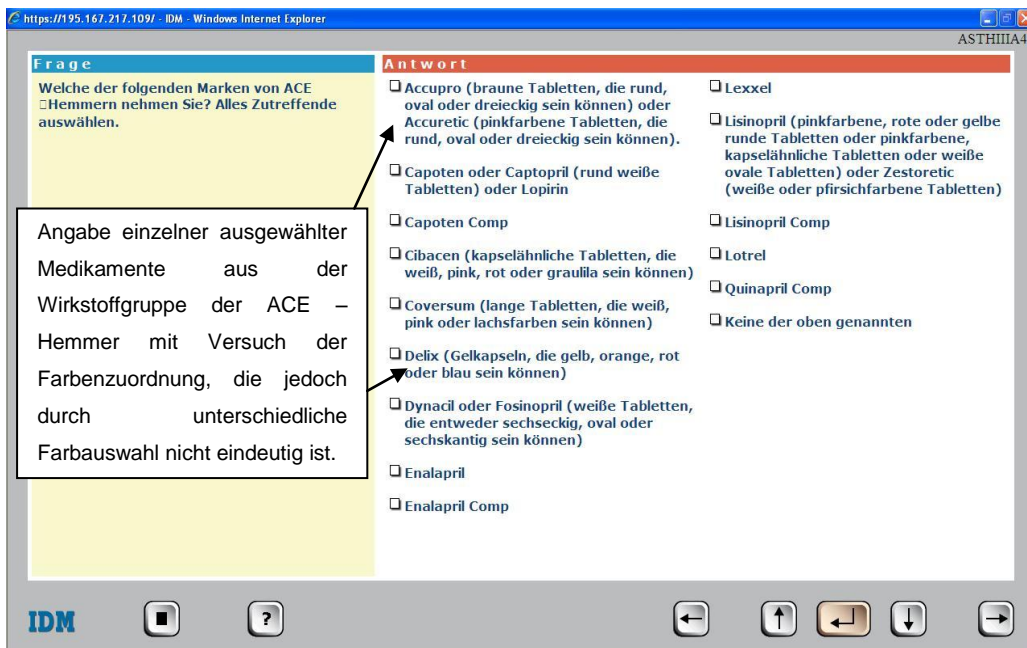 https://195.167.217.109/ - IDM - Windows Internet Explorer
ASTHIIIA4
Frage
Welche der folgenden Marken von ACE
□Hemmern nehmen Sie? Alles Zutreffende
auswählen.
Angabe einzelner ausgewählter
Medikamente aus der
Wirkstoffgruppe der ACE –
Hemmer mit Versuch der
Farbenzuordnung, die jedoch
durch unterschiedliche
Farbauswahl nicht eindeutig ist.
Antwort
Accupro (braune Tabletten, die rund,
oval oder dreieckig sein können) oder
Accuretic (pinkfarbene Tabletten, die
rund, oval oder dreieckig sein können).
Capoten oder Captopril (rund weiße
Tabletten) oder Lopirin
Capoten Comp
Cibacen (kapselähnliche Tabletten, die
weiß, pink, rot oder graulila sein können)
Coversum (lange Tabletten, die weiß,
pink oder lachsfarben sein können)
Delix (Gelkapseln, die gelb, orange, rot
oder blau sein können)
Dynacil oder Fosinopril (weiße Tabletten,
die entweder sechseckig, oval oder
sechskantig sein können)
Enalapril
Enalapril Comp
Lexxel
Lisinopril (pinkfarbene, rote oder gelbe
runde Tabletten oder pinkfarbene,
kapselähnliche Tabletten oder weiße
ovale Tabletten) oder Zestoretic
(weiße oder pfirsichfarbene Tabletten)
Lisinopril Comp
Lotrel
Quinapril Comp
Keine der oben genannten
IDM
?